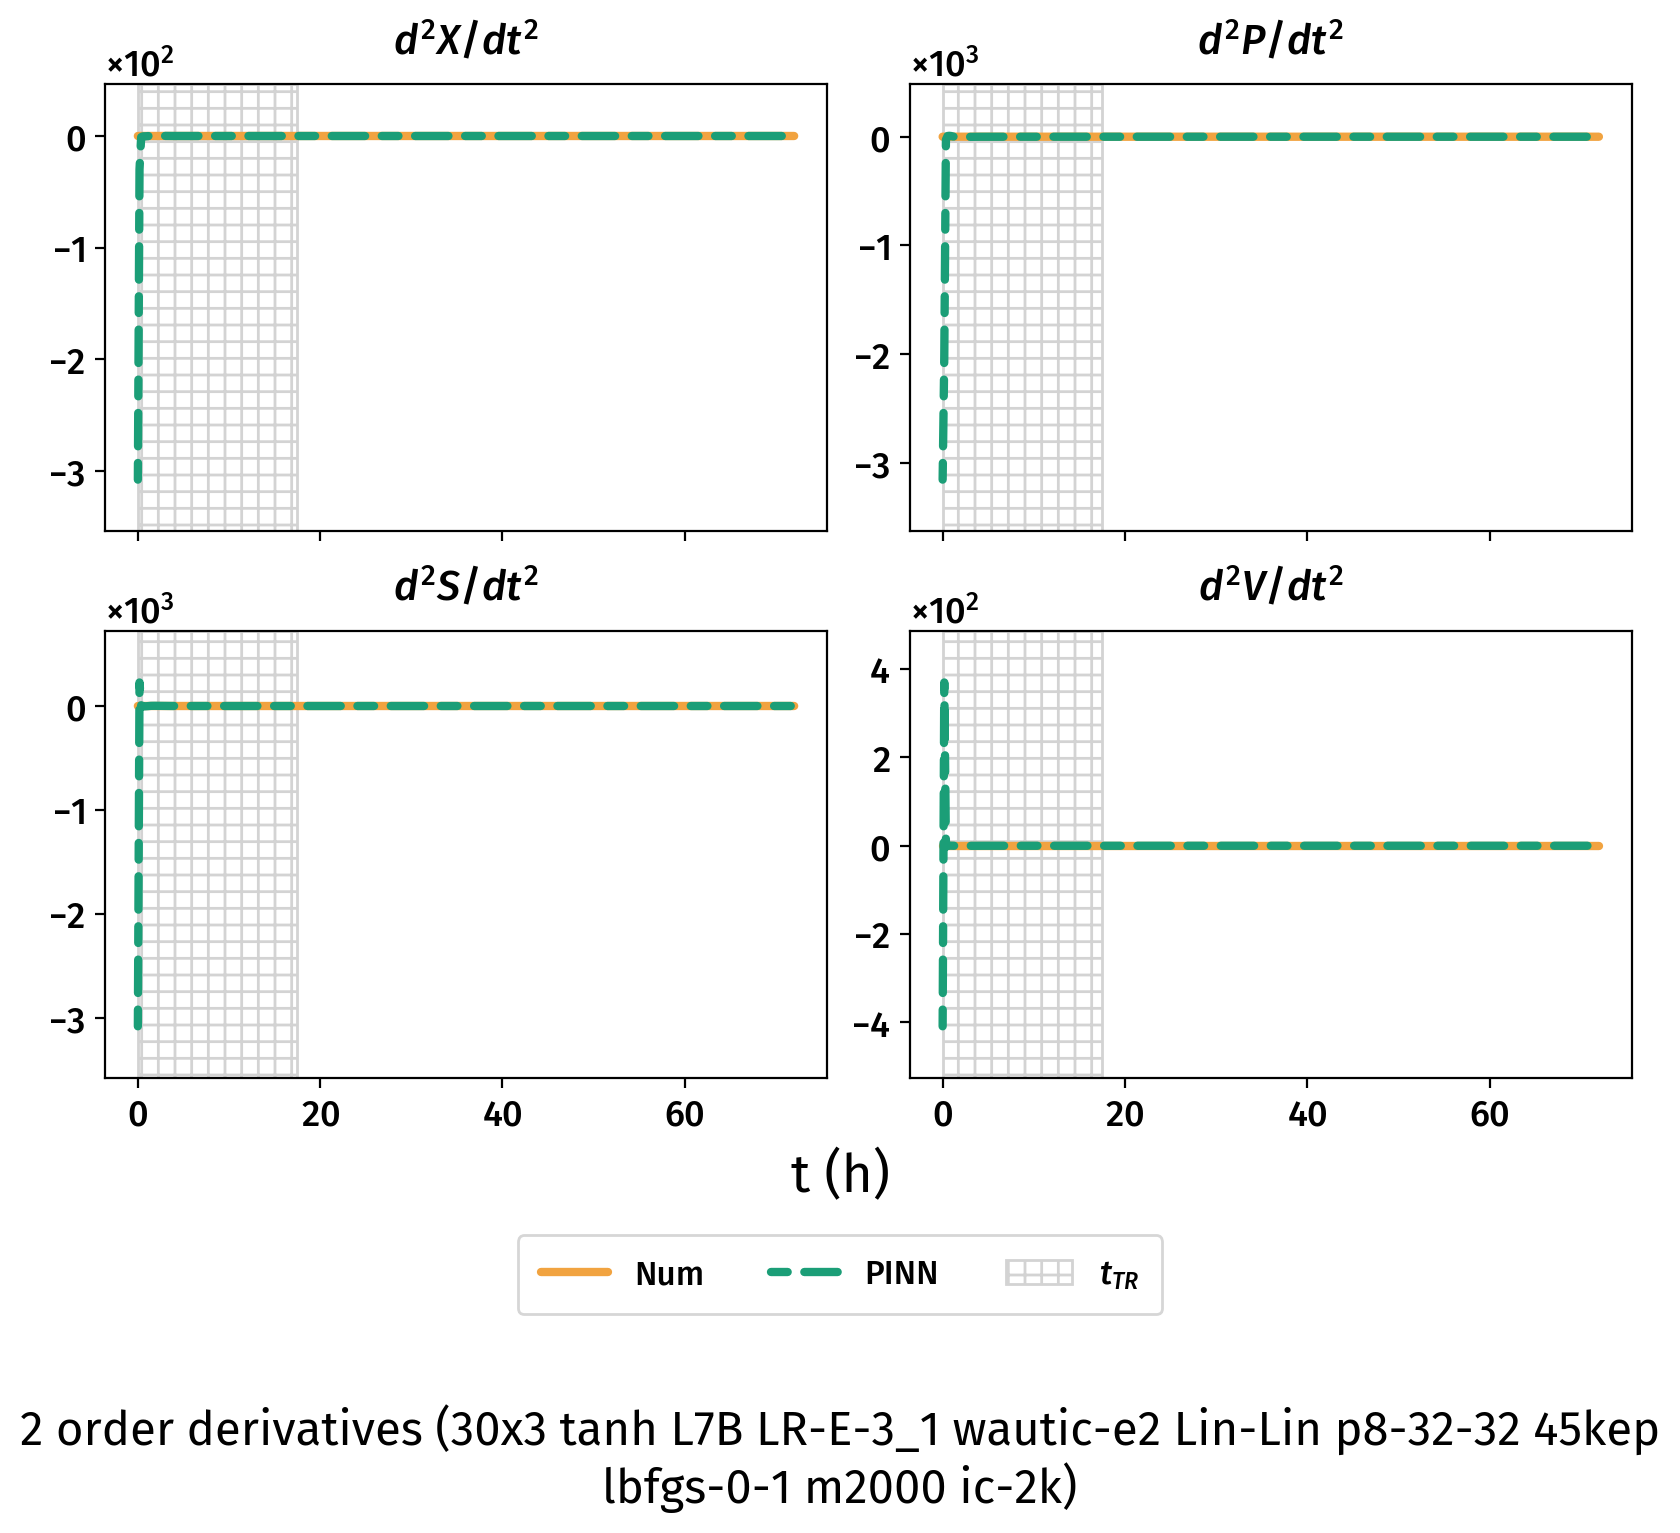 d²X/dt²
×10²
0
−1
−2
−3
d²P/dt²
×10³
0
−1
−2
−3
d²S/dt²
×10³
0
−1
−2
−3
0 20 40 60
d²V/dt²
×10²
4
2
0
−2
−4
0 20 40 60
t (h)
Num PINN t_TR
2 order derivatives (30x3 tanh L7B LR-E-3_1 wautic-e2 Lin-Lin p8-32-32 45kep
lbfgs-0-1 m2000 ic-2k)